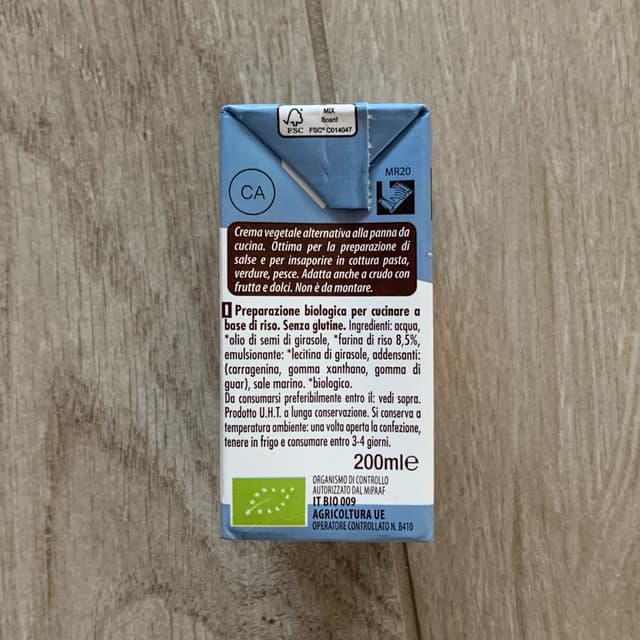 MIX
Board
FSC FSC® C014047
MR20
CA
Crema vegetale alternativa alla panna da
cucina. Ottima per la preparazione di
salse e per insaporire in cottura pasta,
verdure, pesce. Adatta anche a crudo con
frutta e dolci. Non è da montare.
I Preparazione biologica per cucinare a
base di riso. Senza glutine. Ingredienti: acqua,
*olio di semi di girasole, *farina di riso 8,5%,
emulsionante: *lecitina di girasole, addensanti:
(carragenina, gomma xanthano, gomma di
guar), sale marino. *biologico.
Da consumarsi preferibilmente entro il: vedi sopra.
Prodotto U.H.T. a lunga conservazione. Si conserva a
temperatura ambiente: una volta aperta la confezione,
tenere in frigo e consumare entro 3-4 giorni.
200ml℮
ORGANISMO DI CONTROLLO
AUTORIZZATO DAL MiPAAF
IT BIO 009
AGRICOLTURA UE
OPERATORE CONTROLLATO N. B410